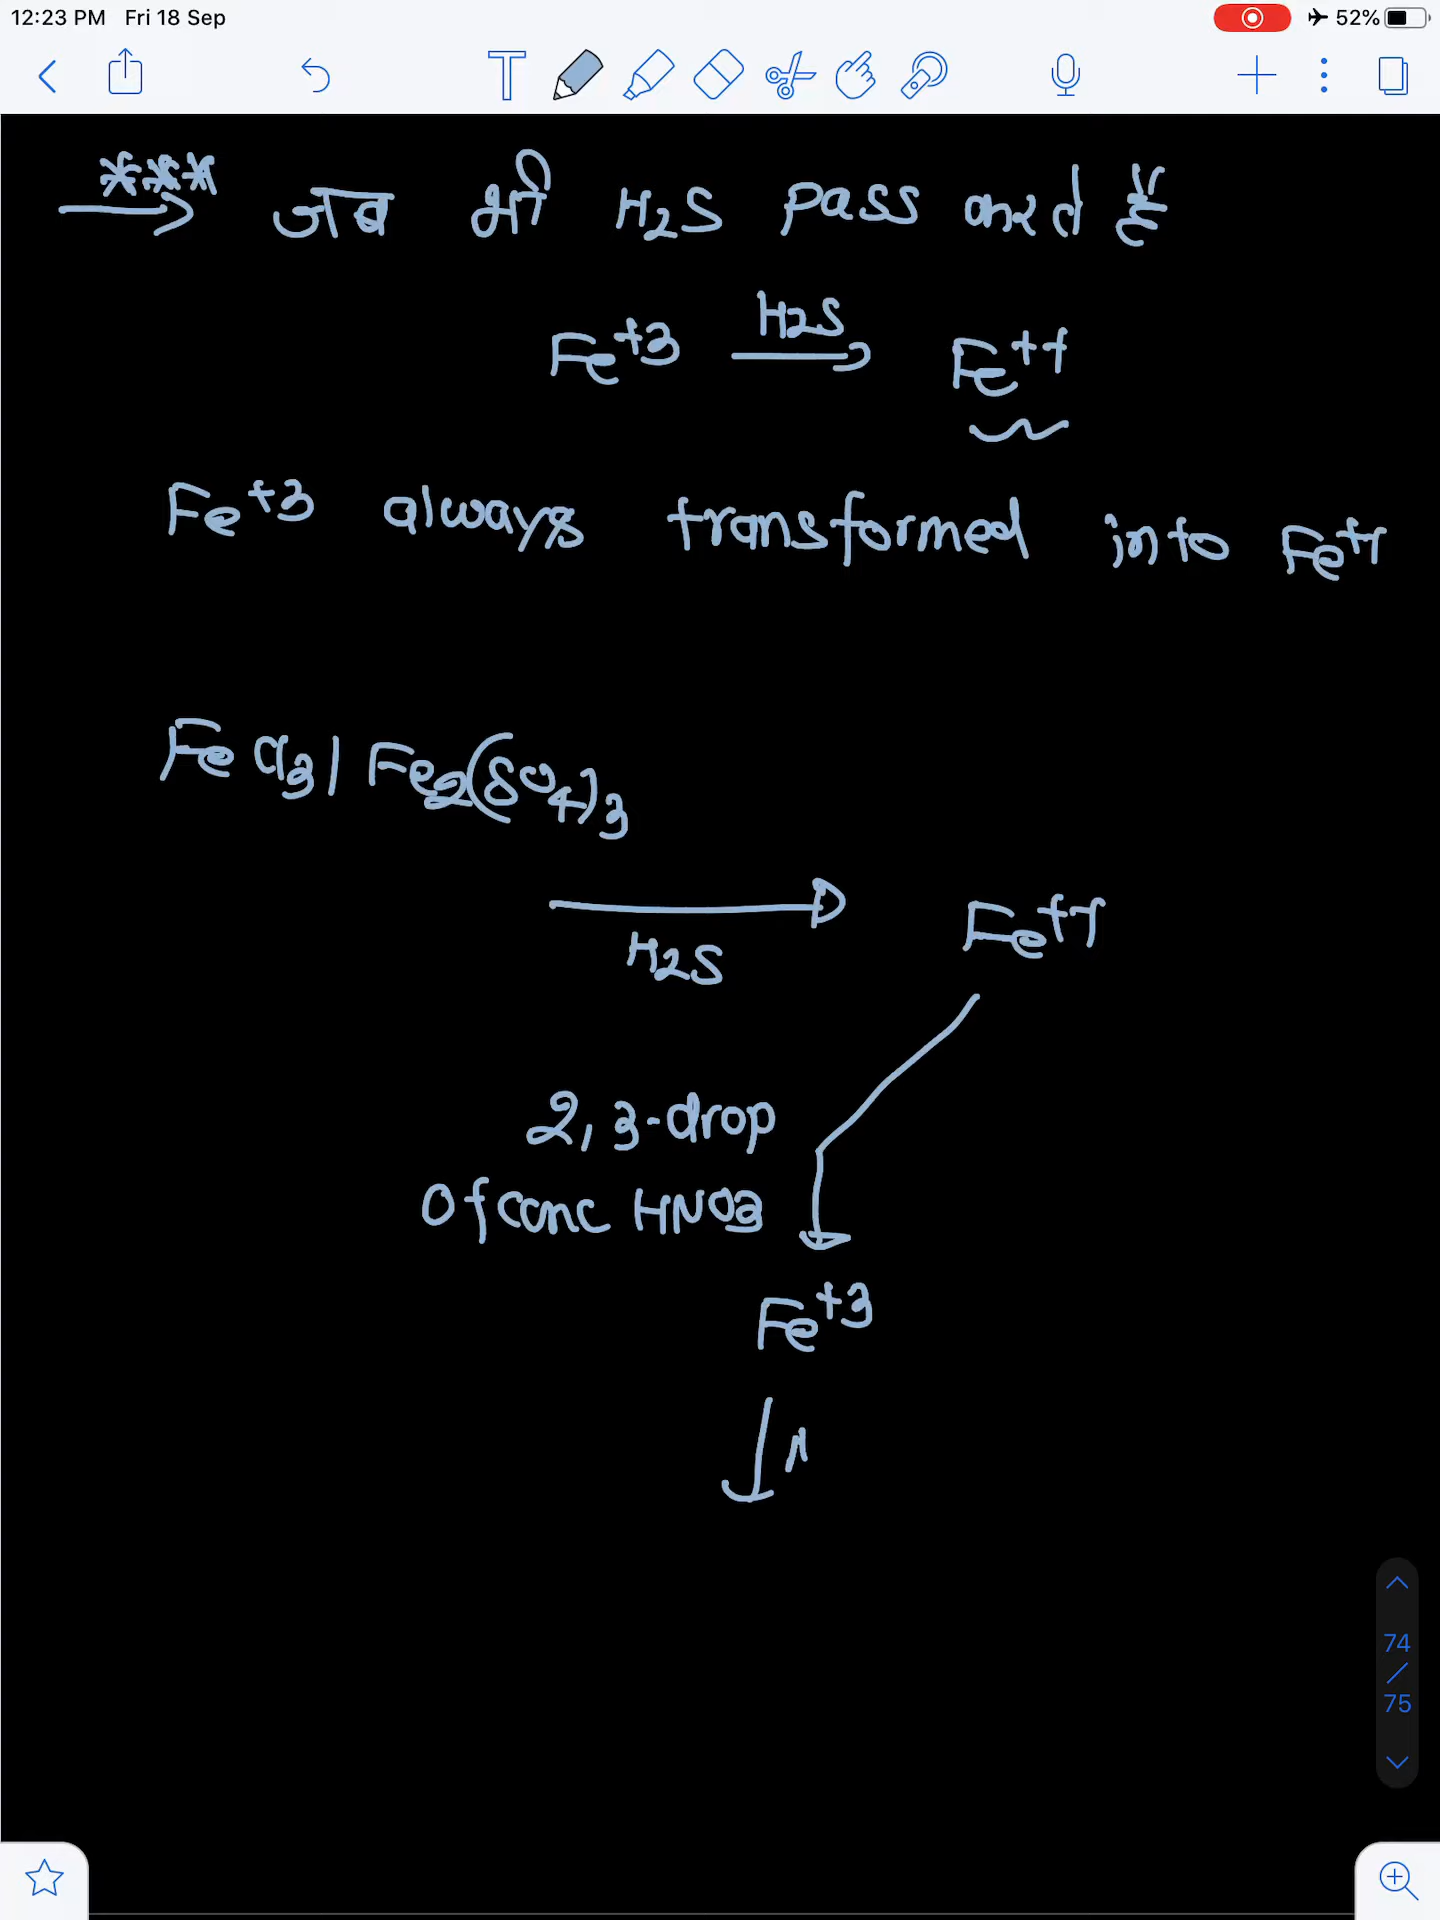 12:23 PM Fri 18 Sep 52%
*** जब भी H2S pass करते हैं
Fe+3 H2S Fe++
Fe+3 always transformed into Fe++
FeCl3/Fe2(SO4)3
H2S Fe++
2,3-drop
Of conc HNO3
Fe+3
74
/
75